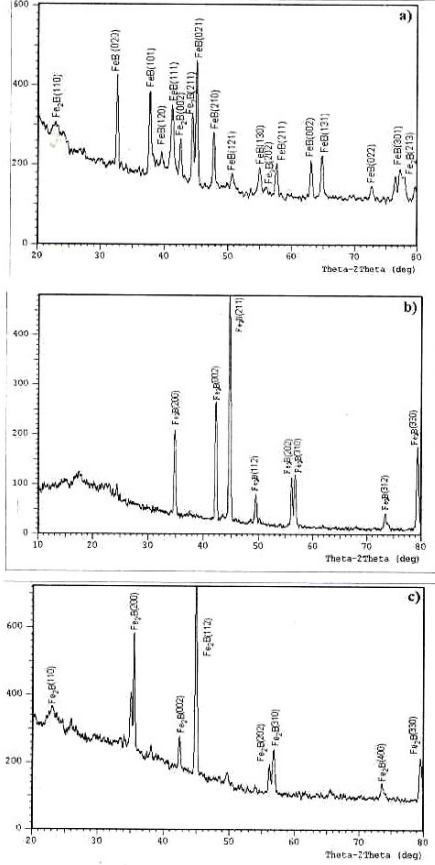 a)
600
400
200
0
Fe₂B(110)
FeB(020)
FeB(101)
FeB(120)
FeB(111)
Fe₂B(002)
Fe₂B(211)
FeB(021)
FeB(210)
FeB(121)
FeB(130)
Fe₂B(202)
FeB(211)
FeB(002)
FeB(131)
FeB(022)
FeB(301)
Fe₂B(213)
20 30 40 50 60 70 80
Theta-2Theta (deg)
b)
400
300
200
100
0
Fe₂B(200)
Fe₂B(002)
Fe₂B(211)
Fe₂B(112)
Fe₂B(202)
Fe₂B(310)
Fe₂B(312)
Fe₂B(330)
10 20 30 40 50 60 70 80
Theta-2Theta (deg)
c)
600
400
200
0
Fe₂B(110)
Fe₂B(200)
Fe₂B(002)
Fe₂B(112)
Fe₂B(202)
Fe₂B(310)
Fe₂B(400)
Fe₂B(330)
20 30 40 50 60 70 80
Theta-2Theta (deg)